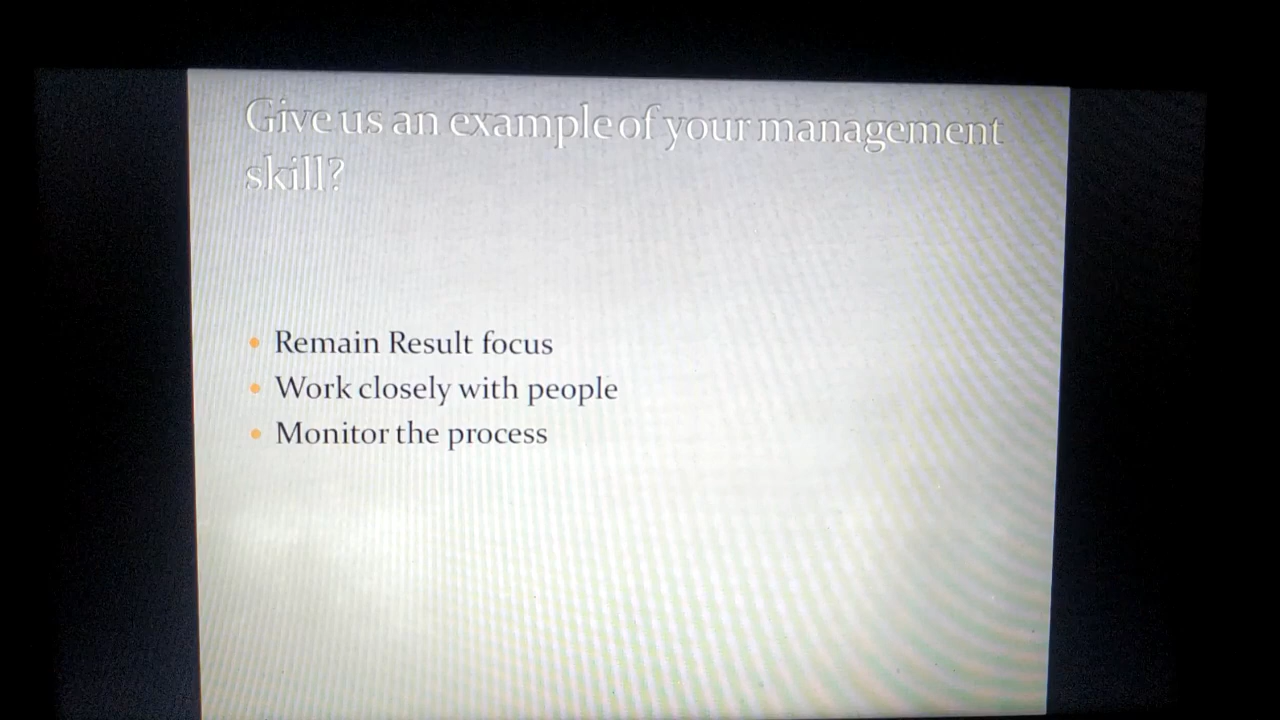 Give us an example of your management
skill?
Remain Result focus
Work closely with people
Monitor the process